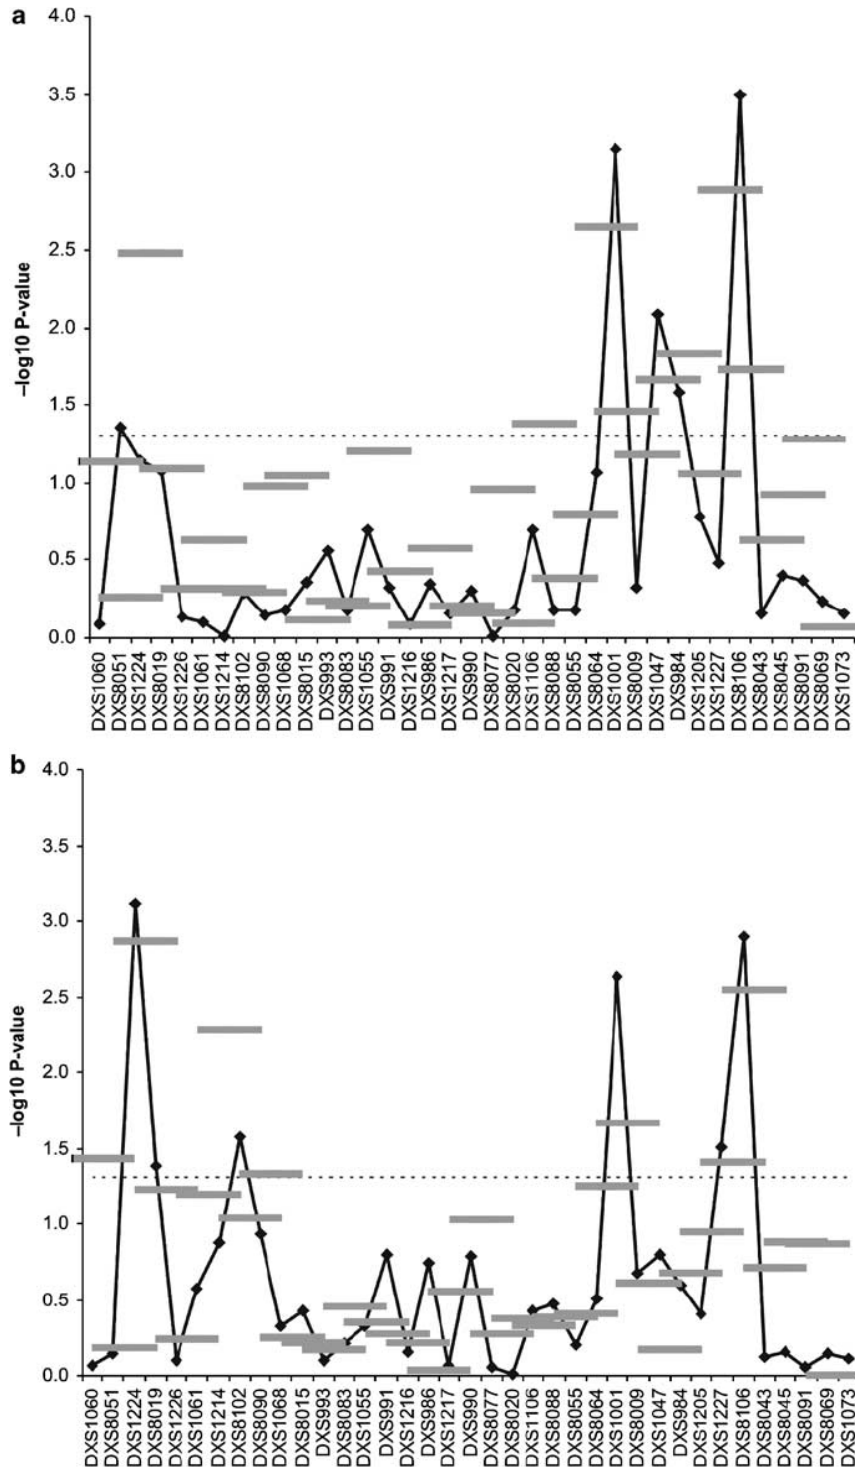 a
4.0
3.5
3.0
2.5
2.0
1.5
1.0
0.5
0.0
–log10 P-value
DXS1060
DXS8051
DXS1224
DXS8019
DXS1226
DXS1061
DXS1214
DXS8102
DXS8090
DXS1068
DXS8015
DXS993
DXS8083
DXS1055
DXS991
DXS1216
DXS986
DXS1217
DXS990
DXS8077
DXS8020
DXS1106
DXS8088
DXS8055
DXS8064
DXS1001
DXS8009
DXS1047
DXS984
DXS1205
DXS1227
DXS8106
DXS8043
DXS8045
DXS8091
DXS8069
DXS1073
b
4.0
3.5
3.0
2.5
2.0
1.5
1.0
0.5
0.0
–log10 P-value
DXS1060
DXS8051
DXS1224
DXS8019
DXS1226
DXS1061
DXS1214
DXS8102
DXS8090
DXS1068
DXS8015
DXS993
DXS8083
DXS1055
DXS991
DXS1216
DXS986
DXS1217
DXS990
DXS8077
DXS8020
DXS1106
DXS8088
DXS8055
DXS8064
DXS1001
DXS8009
DXS1047
DXS984
DXS1205
DXS1227
DXS8106
DXS8043
DXS8045
DXS8091
DXS8069
DXS1073